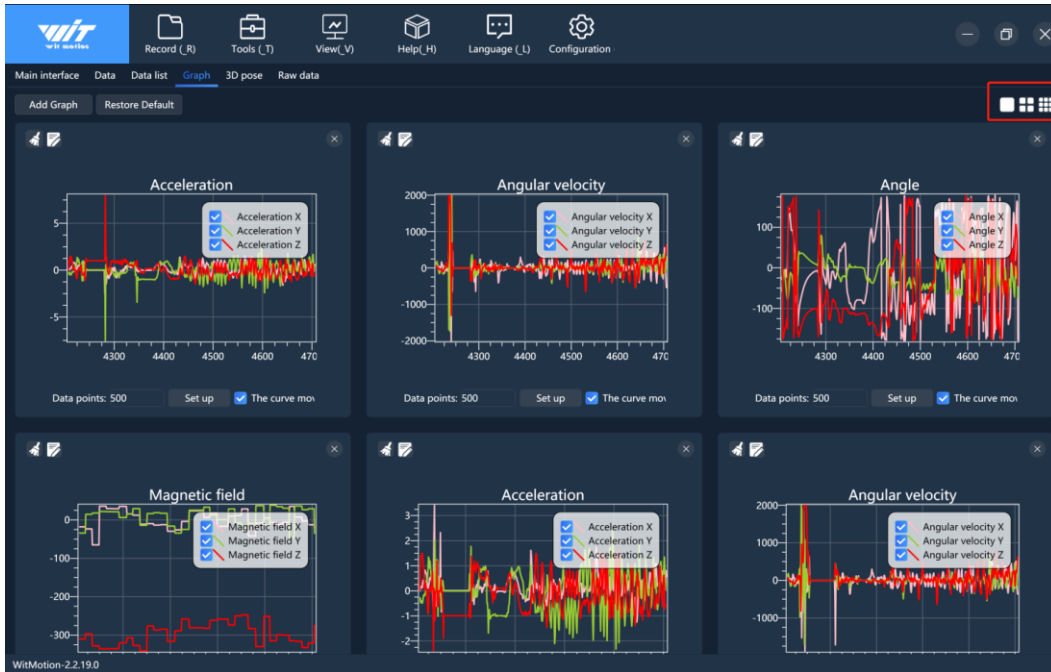 WiT
wit motion
Record (_R)
Tools (_T)
View(_V)
Help(_H)
Language (_L)
Configuration
Main interface Data Data list Graph 3D pose Raw data
Add Graph Restore Default
Acceleration
Acceleration X
Acceleration Y
Acceleration Z
5
0
-5
4300 4400 4500 4600 470
Data points: 500 Set up The curve mov
Angular velocity
Angular velocity X
Angular velocity Y
Angular velocity Z
2000
1000
0
-1000
-2000
4300 4400 4500 4600 470
Data points: 500 Set up The curve mov
Angle
Angle X
Angle Y
Angle Z
100
0
-100
4300 4400 4500 4600 470
Data points: 500 Set up The curve mov
Magnetic field
Magnetic field X
Magnetic field Y
Magnetic field Z
0
-100
-200
-300
Acceleration
Acceleration X
Acceleration Y
Acceleration Z
3
2
1
0
-1
-2
Angular velocity
Angular velocity X
Angular velocity Y
Angular velocity Z
2000
1000
0
-1000
WitMotion-2.2.19.0